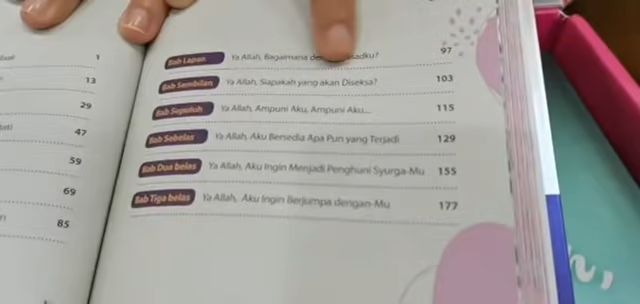 1
13
29
47
59
69
85
Bab Lapan Ya Allah, Bagaimana 97
Bab Sembilan Ya Allah, Siapakah yang akan Diseksa? 103
Bab Sepuluh Ya Allah, Ampuni Aku, Ampuni Aku... 115
Bab Sebelas Ya Allah, Aku Bersedia Apa Pun yang Terjadi 129
Bab Dua belas Ya Allah, Aku Ingin Menjadi Penghuni Syurga-Mu 155
Bab Tiga belas Ya Allah, Aku Ingin Berjumpa dengan-Mu 177